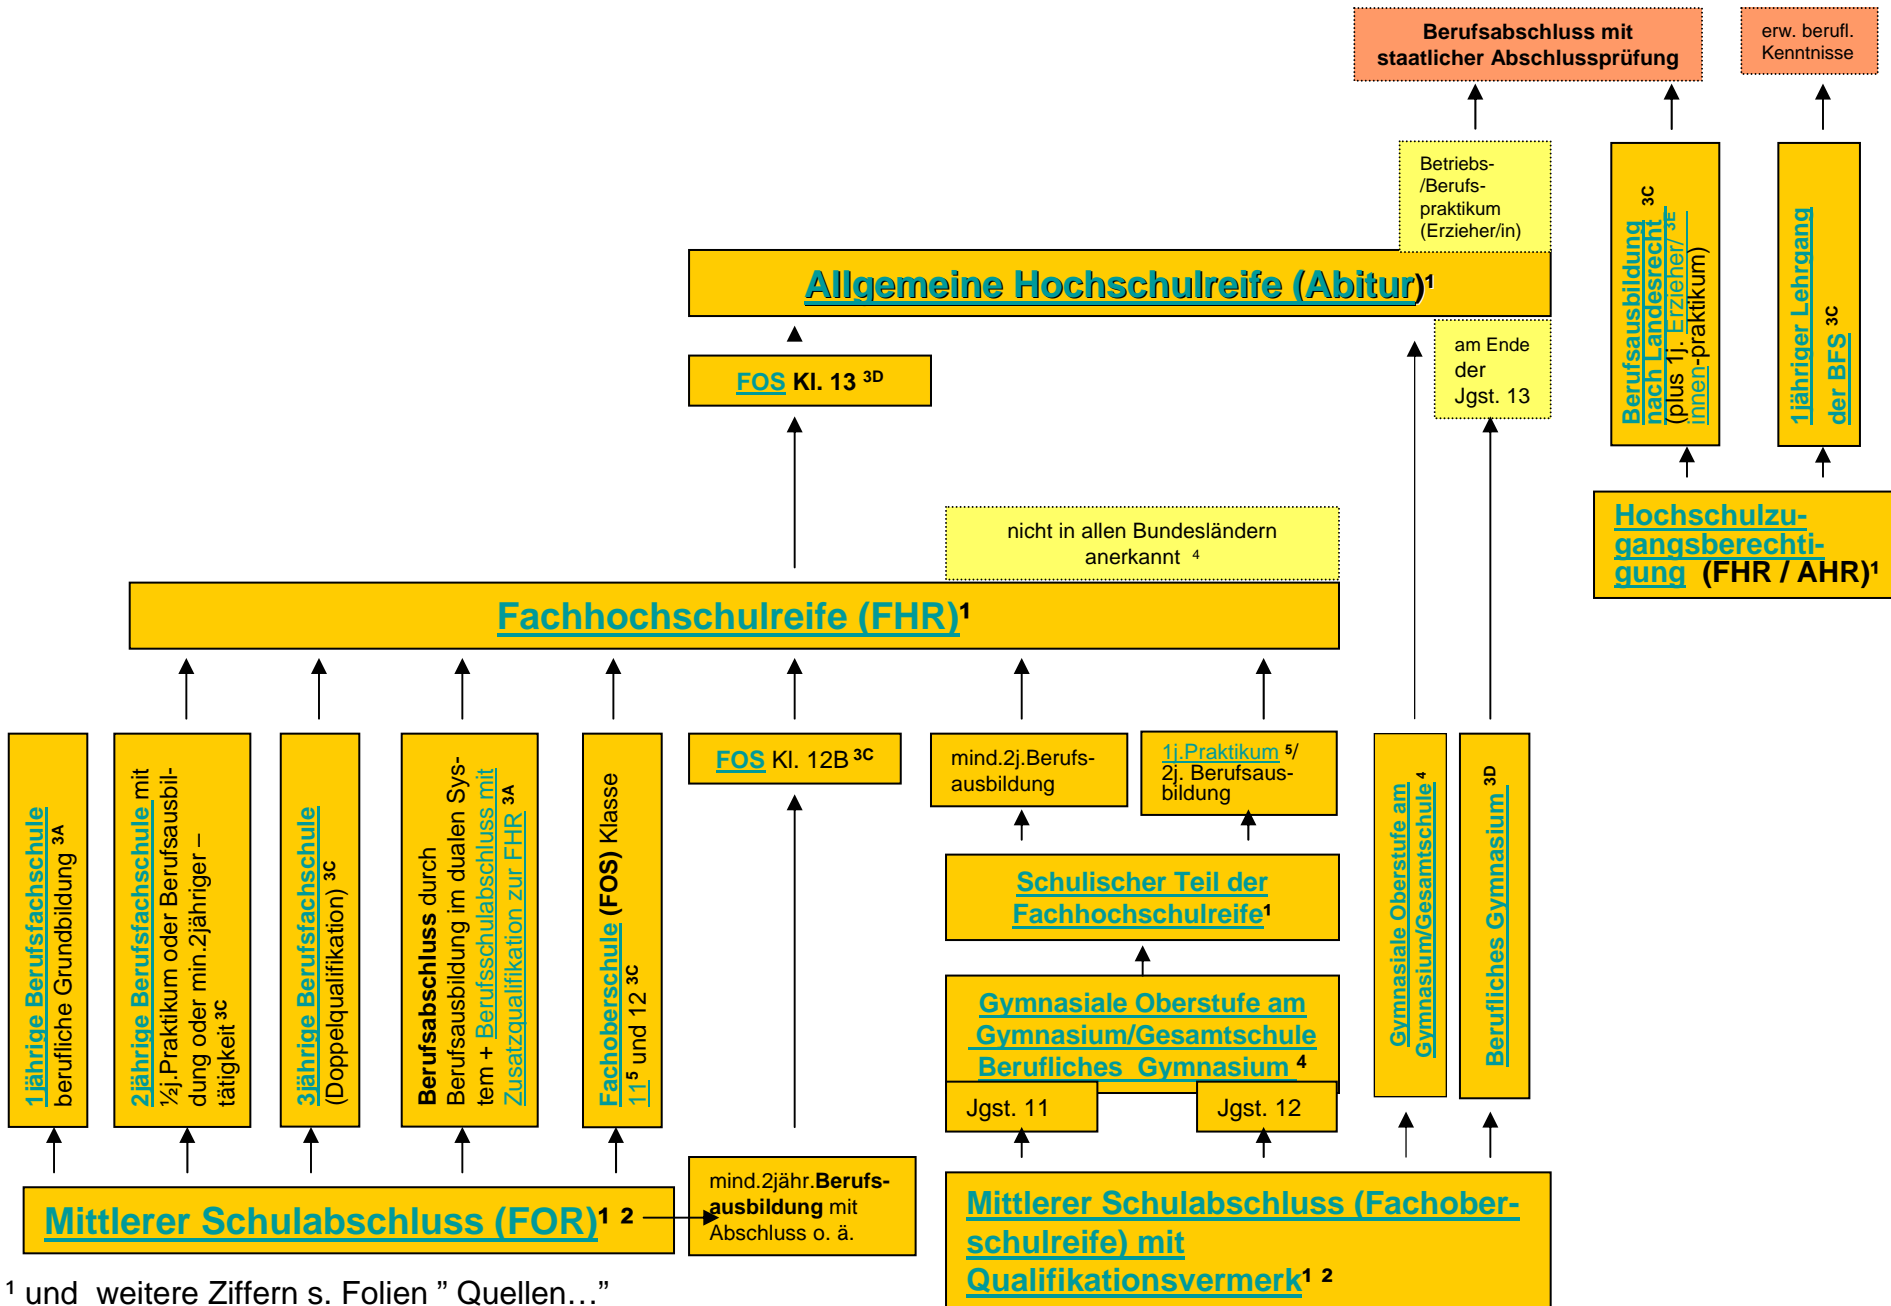 Berufsabschluss mit
staatlicher Abschlussprüfung
erw. berufl.
Kenntnisse
Betriebs-
/Berufs-
praktikum
(Erzieher/in)
Berufsausbildung 3C
nach Landesrecht
(plus 1j. Erzieher/ 3E
innen-praktikum)
1jähriger Lehrgang
der BFS 3C
Allgemeine Hochschulreife (Abitur)¹
am Ende
der
Jgst. 13
FOS Kl. 13 3D
Hochschulzu-
gangsberechti-
gung (FHR / AHR)¹
nicht in allen Bundesländern
anerkannt 4
Fachhochschulreife (FHR)¹
1jährige Berufsfachschule
berufliche Grundbildung 3A
2jährige Berufsfachschule mit
½j.Praktikum oder Berufsausbil-
dung oder min.2jähriger –
tätigkeit 3C
3jährige Berufsfachschule
(Doppelqualifikation) 3C
Berufsabschluss durch
Berufsausbildung im dualen Sys-
tem + Berufsschulabschluss mit
Zusatzqualifikation zur FHR 3A
Fachoberschule (FOS) Klasse
11⁵ und 12 3C
FOS Kl. 12B 3C
mind.2j.Berufs-
ausbildung
1j.Praktikum ⁵/
2j. Berufsaus-
bildung
Gymnasiale Oberstufe am
Gymnasium/Gesamtschule 4
Berufliches Gymnasium 3D
Schulischer Teil der
Fachhochschulreife¹
Gymnasiale Oberstufe am
Gymnasium/Gesamtschule
Berufliches Gymnasium 4
Jgst. 11
Jgst. 12
Mittlerer Schulabschluss (FOR)¹ ²
mind.2jähr.Berufs-
ausbildung mit
Abschluss o. ä.
Mittlerer Schulabschluss (Fachober-
schulreife) mit
Qualifikationsvermerk¹ ²
¹ und weitere Ziffern s. Folien ” Quellen…”